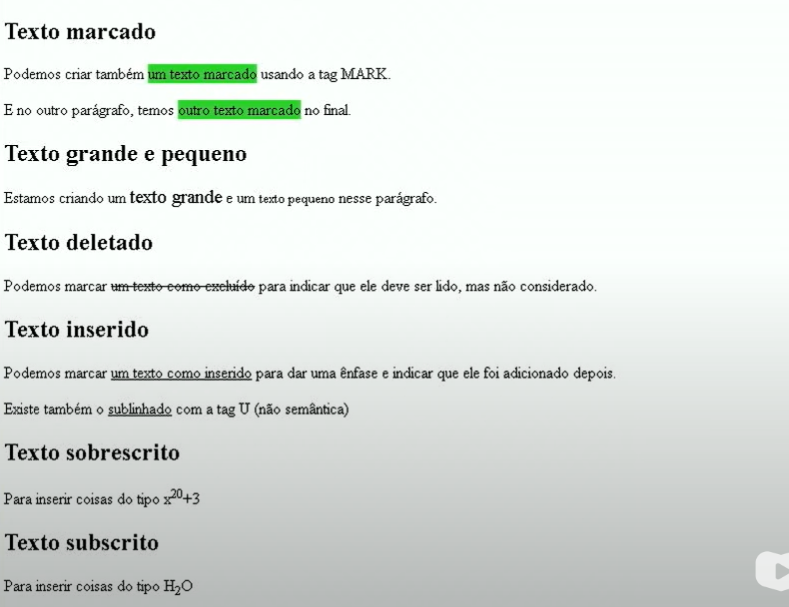 Texto marcado
Podemos criar também um texto marcado usando a tag MARK.
E no outro parágrafo, temos outro texto marcado no final.
Texto grande e pequeno
Estamos criando um texto grande e um texto pequeno nesse parágrafo.
Texto deletado
Podemos marcar um texto como excluído para indicar que ele deve ser lido, mas não considerado.
Texto inserido
Podemos marcar um texto como inserido para dar uma ênfase e indicar que ele foi adicionado depois.
Existe também o sublinhado com a tag U (não semântica)
Texto sobrescrito
Para inserir coisas do tipo x²⁰+3
Texto subscrito
Para inserir coisas do tipo H₂O